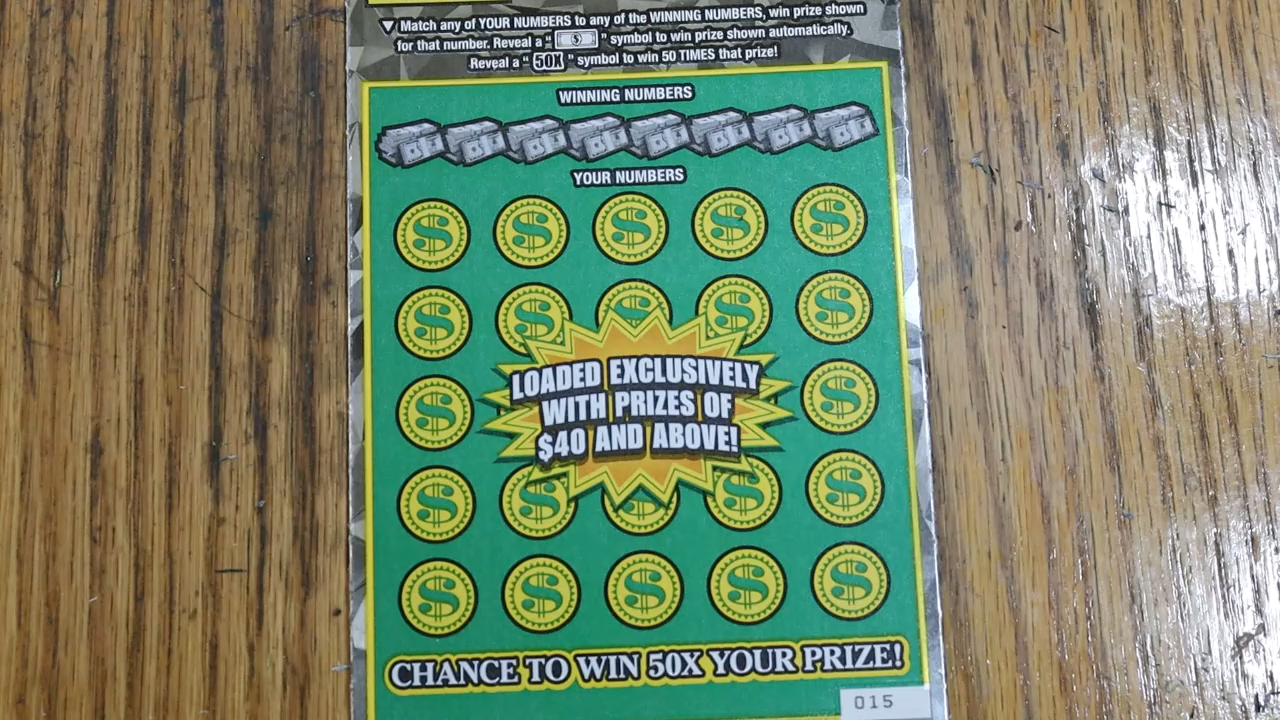 ▼ Match any of YOUR NUMBERS to any of the WINNING NUMBERS, win prize shown
for that number. Reveal a “ $ ” symbol to win prize shown automatically.
Reveal a “ 50X ” symbol to win 50 TIMES that prize!
WINNING NUMBERS
YOUR NUMBERS
$ $ $ $ $
$ $ $ $ $
LOADED EXCLUSIVELY
WITH PRIZES OF
$40 AND ABOVE!
$ $
$ $ $ $ $
$ $ $ $ $
CHANCE TO WIN 50X YOUR PRIZE!
015